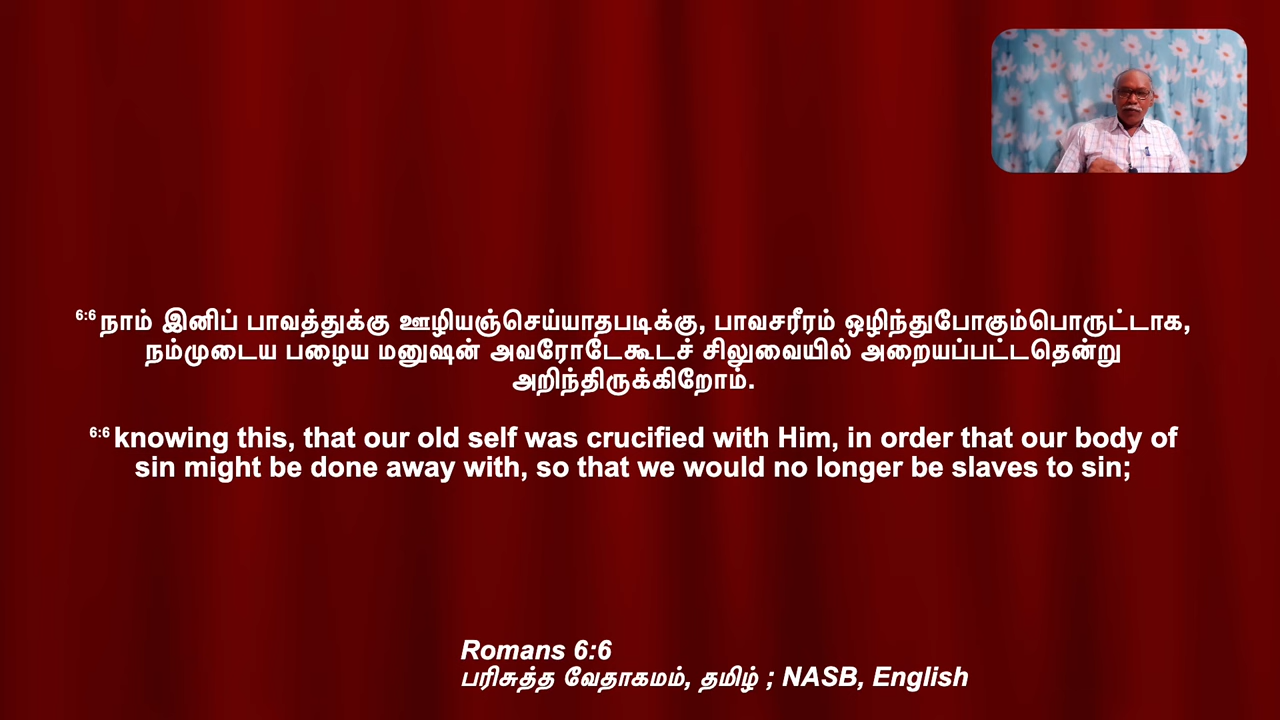 6:6 நாம் இனிப் பாவத்துக்கு ஊழியஞ்செய்யாதபடிக்கு, பாவசரீரம் ஒழிந்துபோகும்பொருட்டாக,
நம்முடைய பழைய மனுஷன் அவரோடேகூடச் சிலுவையில் அறையப்பட்டதென்று
அறிந்திருக்கிறோம்.
6:6 knowing this, that our old self was crucified with Him, in order that our body of
sin might be done away with, so that we would no longer be slaves to sin;
Romans 6:6
பரிசுத்த வேதாகமம், தமிழ் ; NASB, English